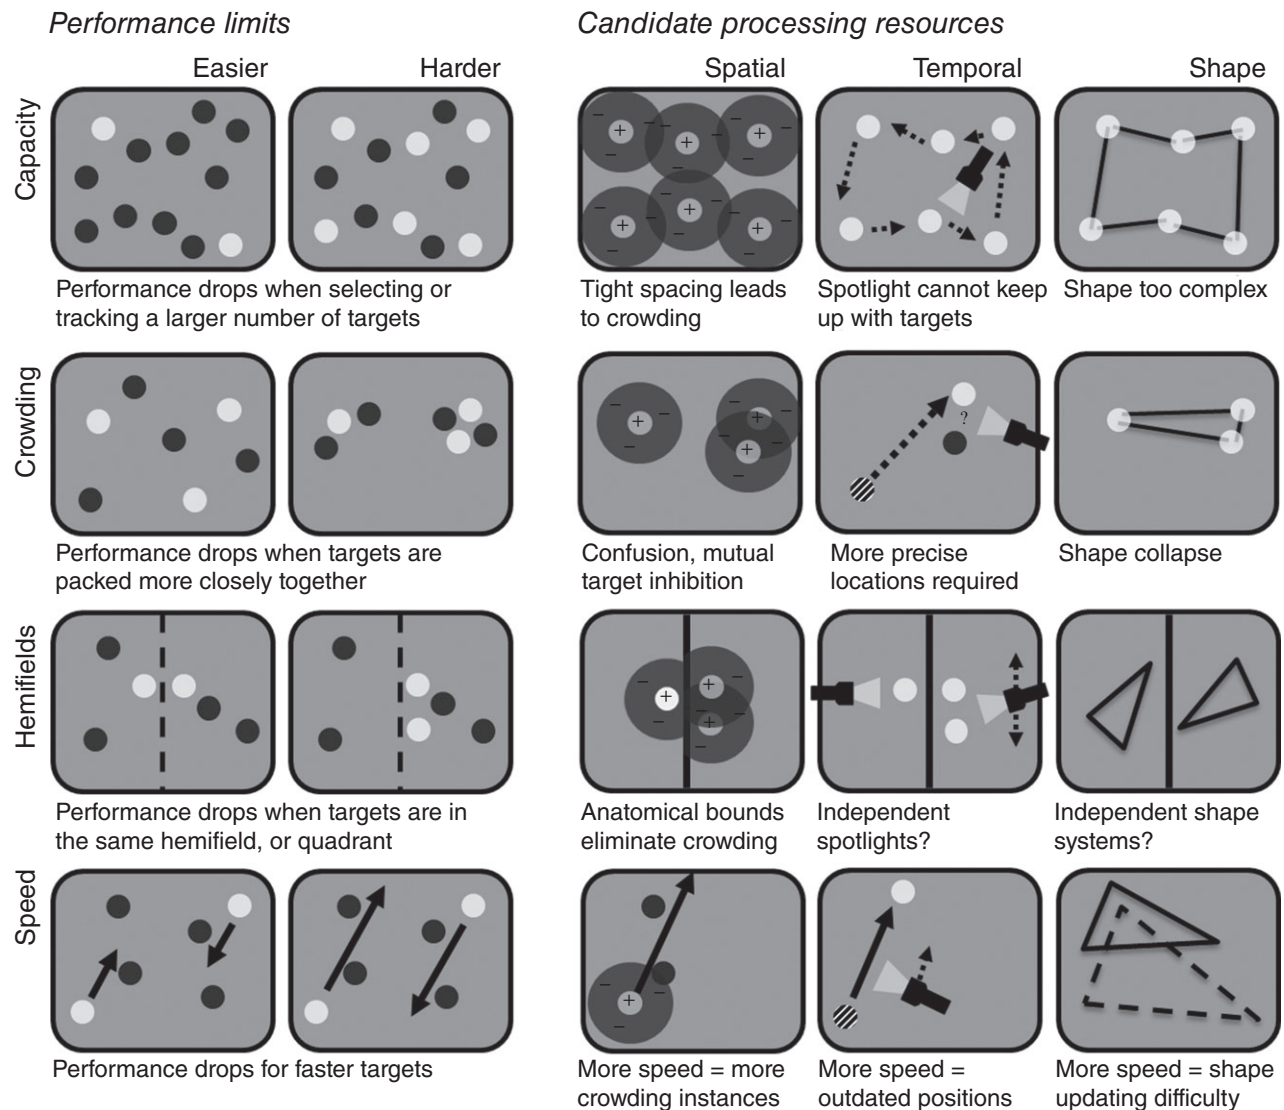 Performance limits
Candidate processing resources
Easier
Harder
Spatial
Temporal
Shape
Capacity
+
+
+
+
+
+
Performance drops when selecting or
tracking a larger number of targets
Tight spacing leads
to crowding
Spotlight cannot keep
up with targets
Shape too complex
Crowding
+
+
+
?
Performance drops when targets are
packed more closely together
Confusion, mutual
target inhibition
More precise
locations required
Shape collapse
Hemifields
+
+
+
Performance drops when targets are in
the same hemifield, or quadrant
Anatomical bounds
eliminate crowding
Independent
spotlights?
Independent shape
systems?
Speed
+
Performance drops for faster targets
More speed = more
crowding instances
More speed =
outdated positions
More speed = shape
updating difficulty